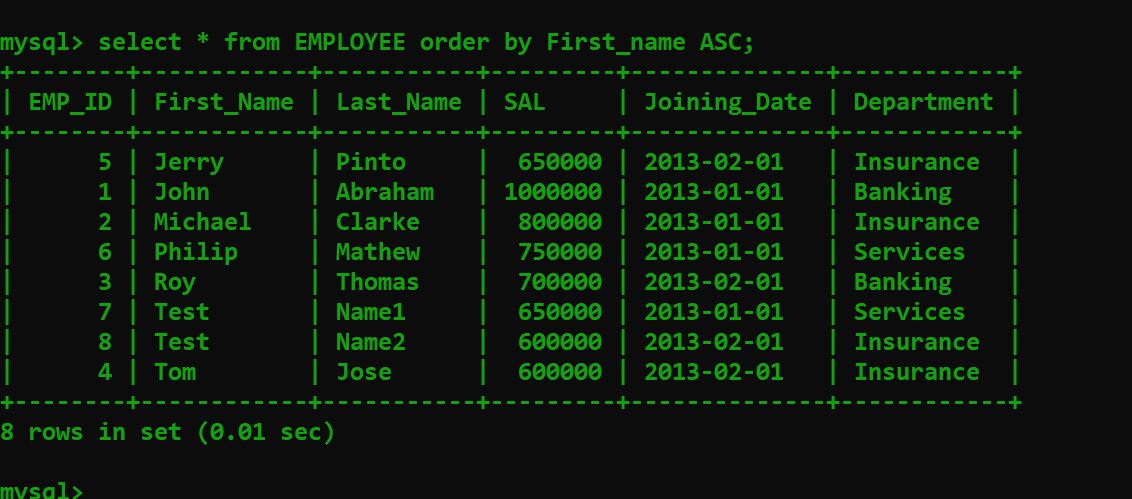 mysql> select * from EMPLOYEE order by First_name ASC;
+--------+------------+-----------+---------+--------------+------------+
| EMP_ID | First_Name | Last_Name | SAL     | Joining_Date | Department |
+--------+------------+-----------+---------+--------------+------------+
|      5 | Jerry      | Pinto     |  650000 | 2013-02-01   | Insurance  |
|      1 | John       | Abraham   | 1000000 | 2013-01-01   | Banking    |
|      2 | Michael    | Clarke    |  800000 | 2013-01-01   | Insurance  |
|      6 | Philip     | Mathew    |  750000 | 2013-01-01   | Services   |
|      3 | Roy        | Thomas    |  700000 | 2013-02-01   | Banking    |
|      7 | Test       | Name1     |  650000 | 2013-01-01   | Services   |
|      8 | Test       | Name2     |  600000 | 2013-02-01   | Insurance  |
|      4 | Tom        | Jose      |  600000 | 2013-02-01   | Insurance  |
+--------+------------+-----------+---------+--------------+------------+
8 rows in set (0.01 sec)
mysql>